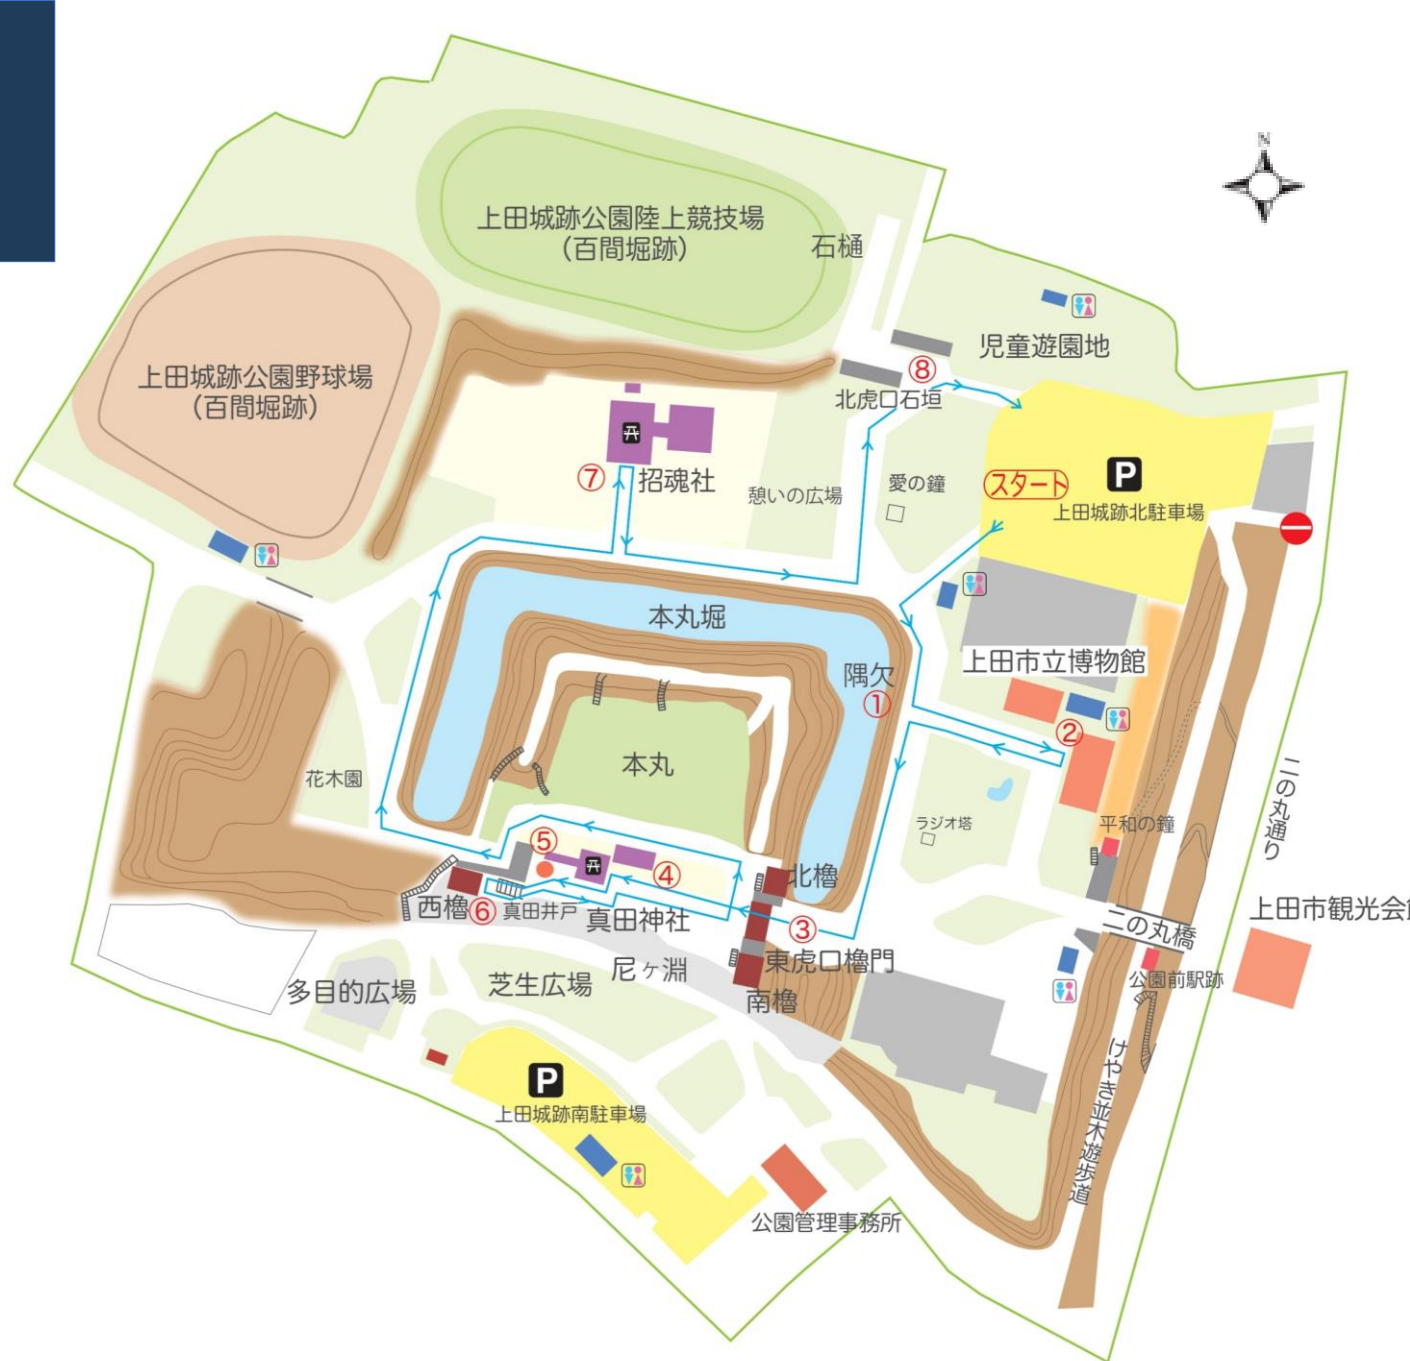 N
上田城跡公園陸上競技場
(百間堀跡)
石樋
児童遊園地
上田城跡公園野球場
(百間堀跡)
⑧
北虎口石垣
P
スタート
上田城跡北駐車場
⑦
招魂社
憩いの広場
愛の鐘
本丸堀
隅欠
①
上田市立博物館
②
本丸
花木園
ラジオ塔
平和の鐘
二の丸通り
⑤
④
北櫓
西櫓
⑥
真田井戸
真田神社
③
二の丸橋
上田市観光会
東虎口櫓門
尼ヶ淵
南櫓
公園前駅跡
多目的広場
芝生広場
けやき並木遊歩道
P
上田城跡南駐車場
公園管理事務所